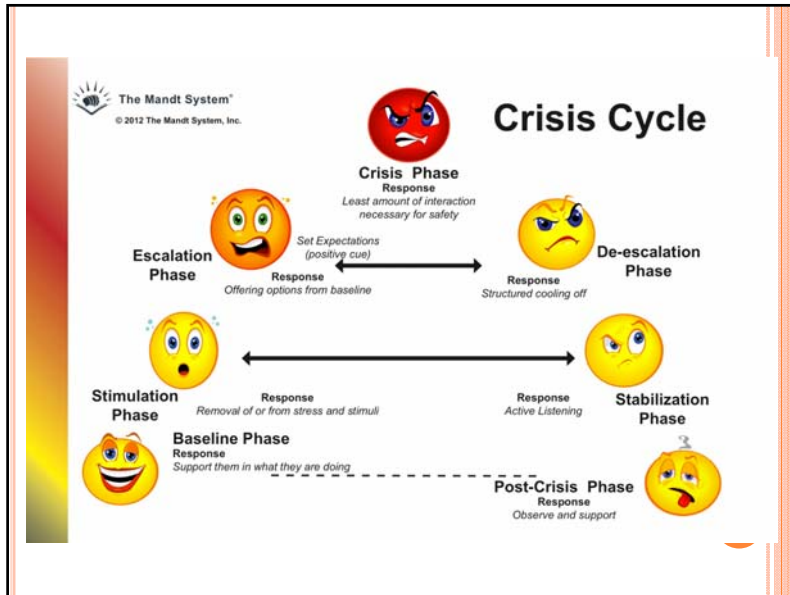 The Mandt System®
© 2012 The Mandt System, Inc.
Crisis Cycle
Crisis Phase
Response
Least amount of interaction
necessary for safety
Escalation
Phase
Set Expectations
(positive cue)
Response
Offering options from baseline
De-escalation
Phase
Response
Structured cooling off
Stimulation
Phase
Response
Removal of or from stress and stimuli
Response
Active Listening
Stabilization
Phase
Baseline Phase
Response
Support them in what they are doing
Post-Crisis Phase
Response
Observe and support